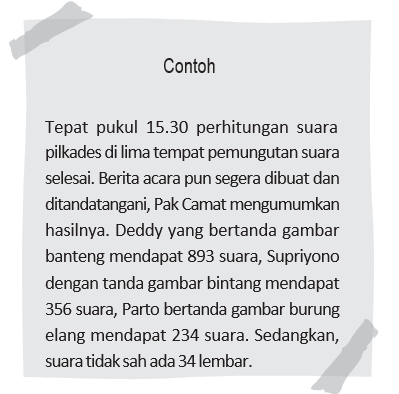 Contoh
Tepat pukul 15.30 perhitungan suara
pilkades di lima tempat pemungutan suara
selesai. Berita acara pun segera dibuat dan
ditandatangani, Pak Camat mengumumkan
hasilnya. Deddy yang bertanda gambar
banteng mendapat 893 suara, Supriyono
dengan tanda gambar bintang mendapat
356 suara, Parto bertanda gambar burung
elang mendapat 234 suara. Sedangkan,
suara tidak sah ada 34 lembar.